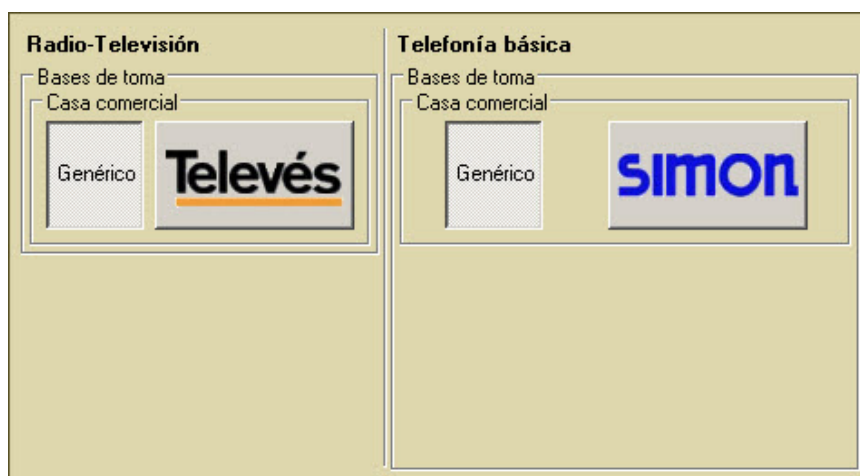 Radio-Televisión
Bases de toma
Casa comercial
Genérico
Televés
Telefonía básica
Bases de toma
Casa comercial
Genérico
simon